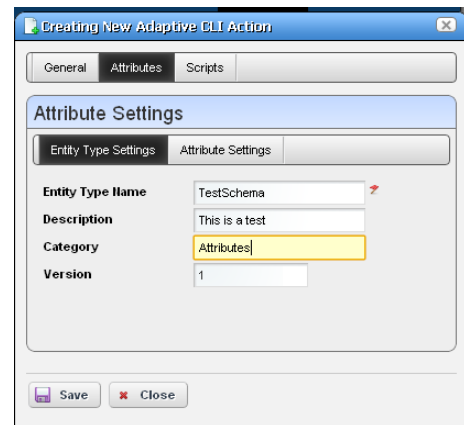 Creating New Adaptive CLI Action
General Attributes Scripts
Attribute Settings
Entity Type Settings Attribute Settings
Entity Type Name TestSchema
Description This is a test
Category Attributes
Version 1
Save Close